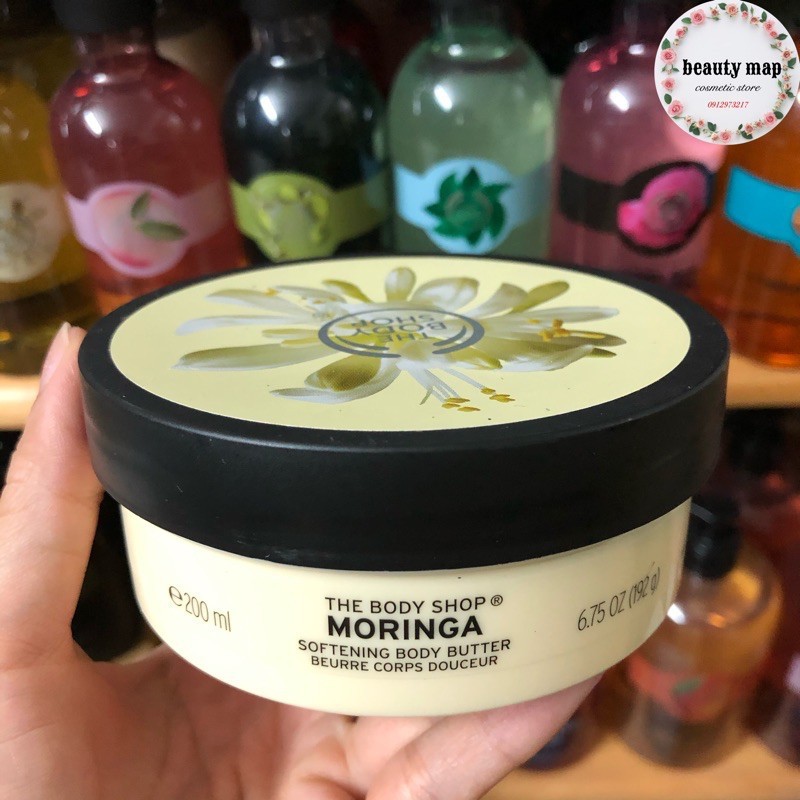 beauty map
cosmetic store
0912973217
THE
BODY
SHOP
℮200 ml
THE BODY SHOP®
MORINGA
SOFTENING BODY BUTTER
BEURRE CORPS DOUCEUR
6.75 OZ (192 g)